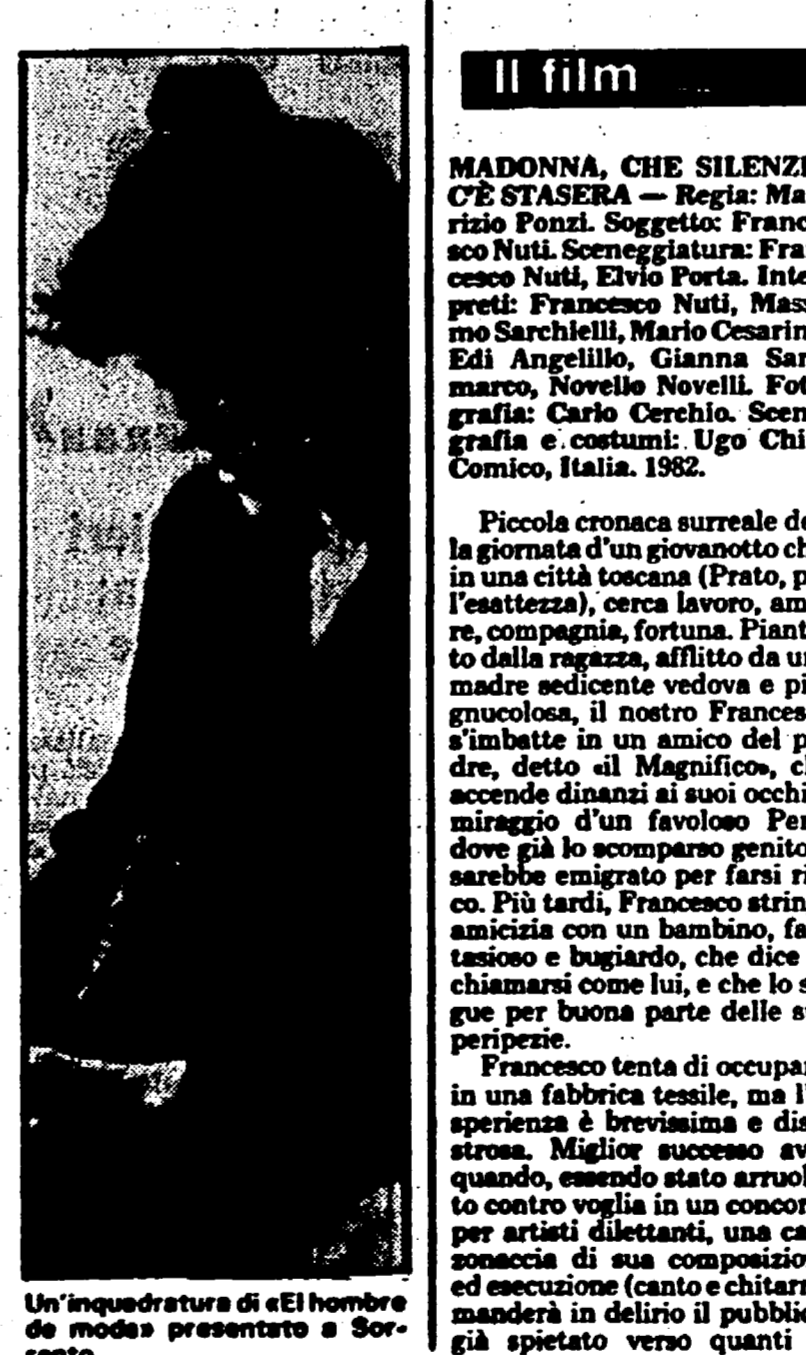 Il film
MADONNA, CHE SILENZI
C'È STASERA — Regia: Ma
rizio Ponzi. Soggetto: Franc
sco Nuti. Sceneggiatura: Fra
cesco Nuti, Elvio Porta. Inte
preti: Francesco Nuti, Mass
mo Sarchielli, Mario Cesarin
Edi Angelillo, Gianna San
marco, Novello Novelli. Fot
grafia: Carlo Cerchio. Scen
grafia e costumi: Ugo Chi
Comico, Italia. 1982.
Piccola cronaca surreale de
la giornata d'un giovanotto ch
in una città toscana (Prato, p
l'esattezza), cerca lavoro, am
re, compagnia, fortuna. Piant
to dalla ragazza, afflitto da un
madre sedicente vedova e pi
gnucolosa, il nostro Frances
s'imbatte in un amico del p
dre, detto «il Magnifico», ch
accende dinanzi ai suoi occhi
miraggio d'un favoloso Per
dove già lo scomparso genito
sarebbe emigrato per farsi ri
co. Più tardi, Francesco strin
amicizia con un bambino, fa
tasioso e bugiardo, che dice
chiamarsi come lui, e che lo s
gue per buona parte delle s
peripezie.
Francesco tenta di occupar
in una fabbrica tessile, ma l'
sperienza è brevissima e dis
strosa. Miglior successo av
quando, essendo stato arruol
to contro voglia in un concor
per artisti dilettanti, una ca
zonaccia di sua composizio
ed esecuzione (canto e chitarr
manderà in delirio il pubblic
già spietato verso quanti
Un'inquadratura di «El hombre
de moda» presentato a Sor-
rento